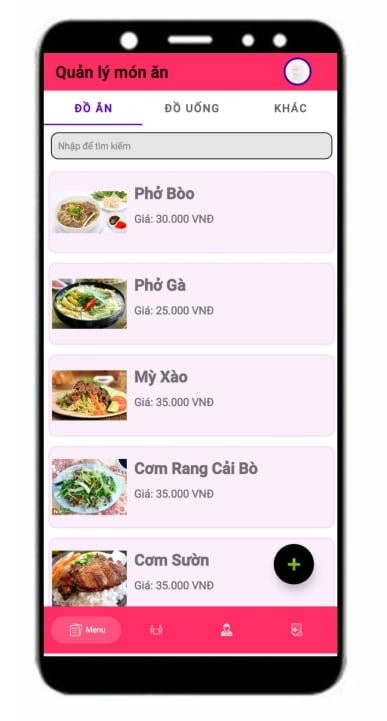 Quản lý món ăn
ĐỒ ĂN
ĐỒ UỐNG
KHÁC
Nhập để tìm kiếm
Phở Bòo
Giá: 30.000 VNĐ
Phở Gà
Giá: 25.000 VNĐ
Mỳ Xào
Giá: 35.000 VNĐ
Cơm Rang Cải Bò
Giá: 35.000 VNĐ
Cơm Sườn
Giá: 35.000 VNĐ
Menu